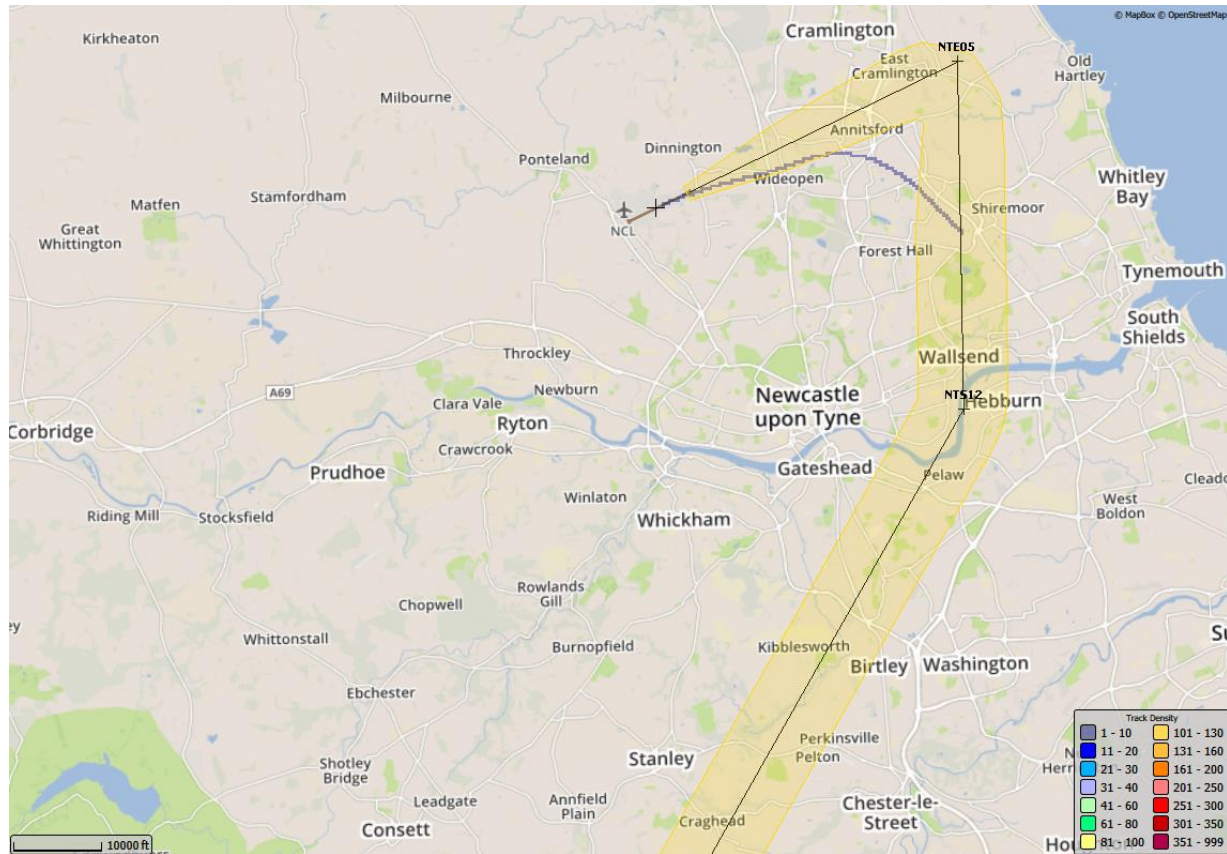 © MapBox © OpenStreetMap
Kirkheaton
Cramlington
NTE05
East
Cramlington
Old
Hartley
Milbourne
Annitsford
Dinnington
Ponteland
Wideopen
Whitley
Bay
Stamfordham
Matfen
Shiremoor
Great
Whittington
NCL
Forest Hall
Tynemouth
South
Shields
Throckley
Wallsend
A69
Newburn
Clara Vale
Newcastle
upon Tyne
NTS12
Hebburn
Corbridge
Ryton
Crawcrook
Prudhoe
Gateshead
Pelaw
Winlaton
West
Boldon
Riding Mill
Stocksfield
Whickham
Rowlands
Gill
Chopwell
Whittonstall
Burnopfield
Kibblesworth
Birtley
Washington
Ebchester
Perkinsville
Pelton
Stanley
Shotley
Bridge
Leadgate
Annfield
Plain
Craghead
Chester-le-
Street
Consett
10000 ft
Track Density
1 - 10
101 - 130
11 - 20
131 - 160
21 - 30
161 - 200
31 - 40
201 - 250
41 - 60
251 - 300
61 - 80
301 - 350
81 - 100
351 - 999